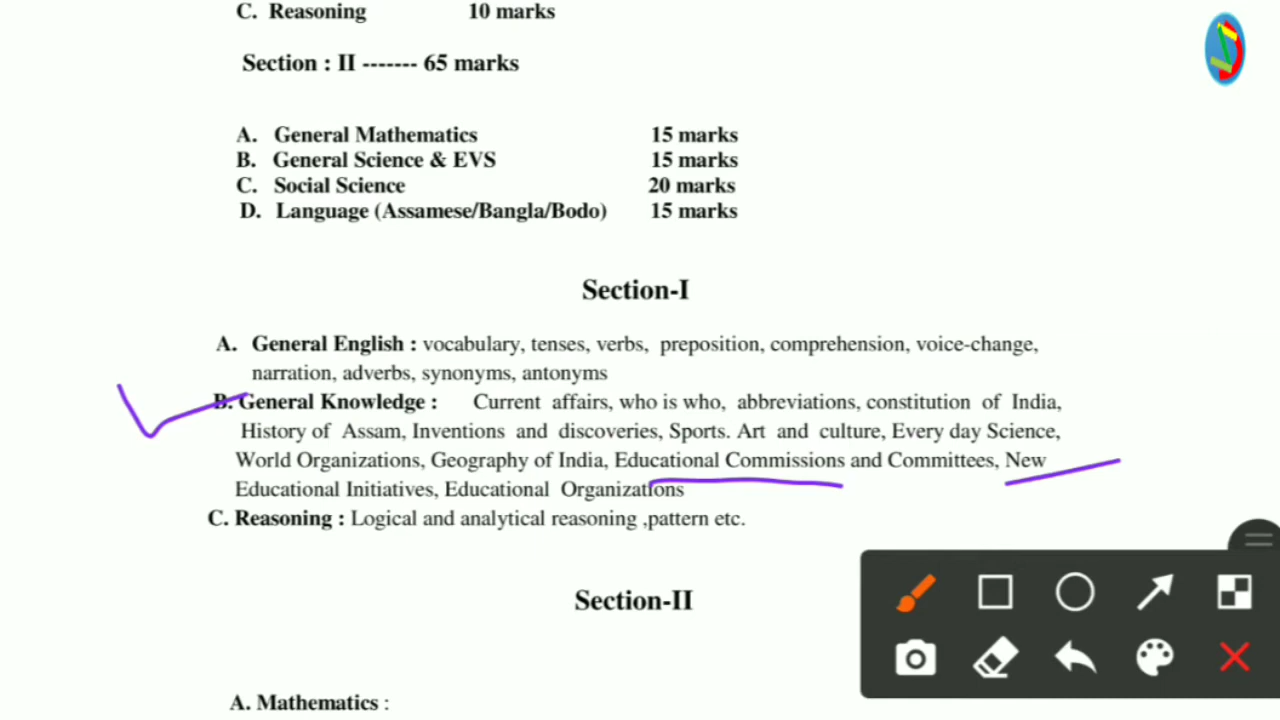 C. Reasoning 10 marks
Section : II ------- 65 marks
A. General Mathematics 15 marks
B. General Science & EVS 15 marks
C. Social Science 20 marks
D. Language (Assamese/Bangla/Bodo) 15 marks
Section-I
A. General English : vocabulary, tenses, verbs, preposition, comprehension, voice-change,
narration, adverbs, synonyms, antonyms
B. General Knowledge : Current affairs, who is who, abbreviations, constitution of India,
History of Assam, Inventions and discoveries, Sports. Art and culture, Every day Science,
World Organizations, Geography of India, Educational Commissions and Committees, New
Educational Initiatives, Educational Organizations
C. Reasoning : Logical and analytical reasoning ,pattern etc.
Section-II
A. Mathematics :